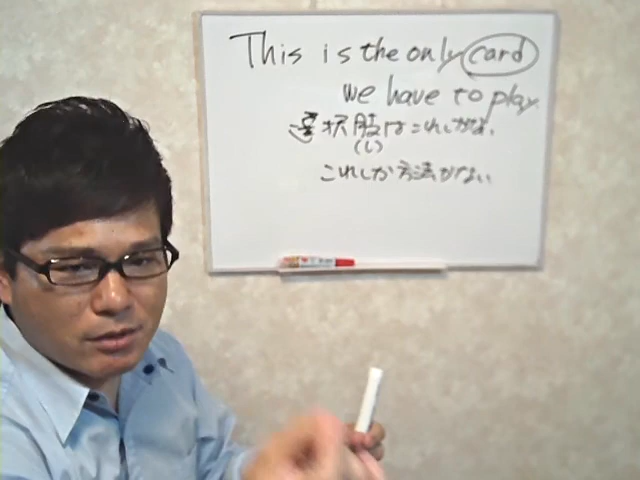 This is the only card
we have to play.
選択肢はこれしかない
(し)
これしか方法がない